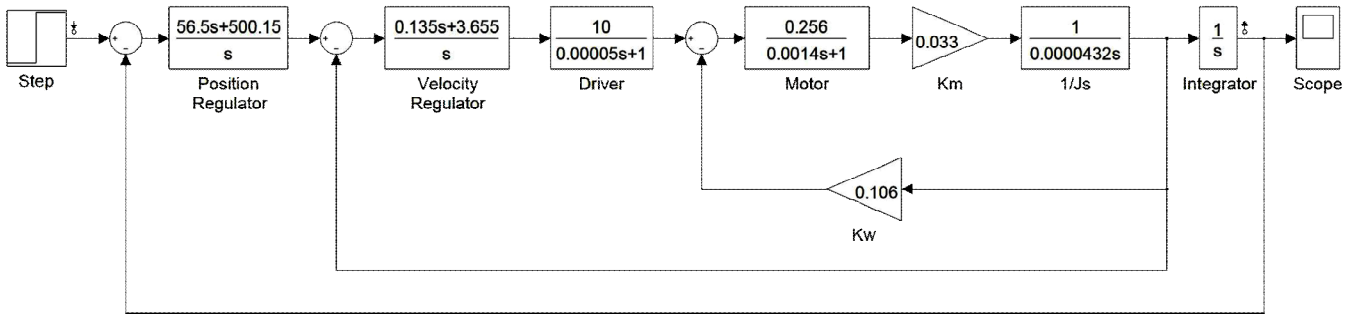 Step
+
−
56.5s+500.15
s
Position
Regulator
+
−
0.135s+3.655
s
Velocity
Regulator
10
0.00005s+1
Driver
+
−
0.256
0.0014s+1
Motor
0.033
Km
1
0.0000432s
1/Js
1
s
Integrator
Scope
0.106
Kw